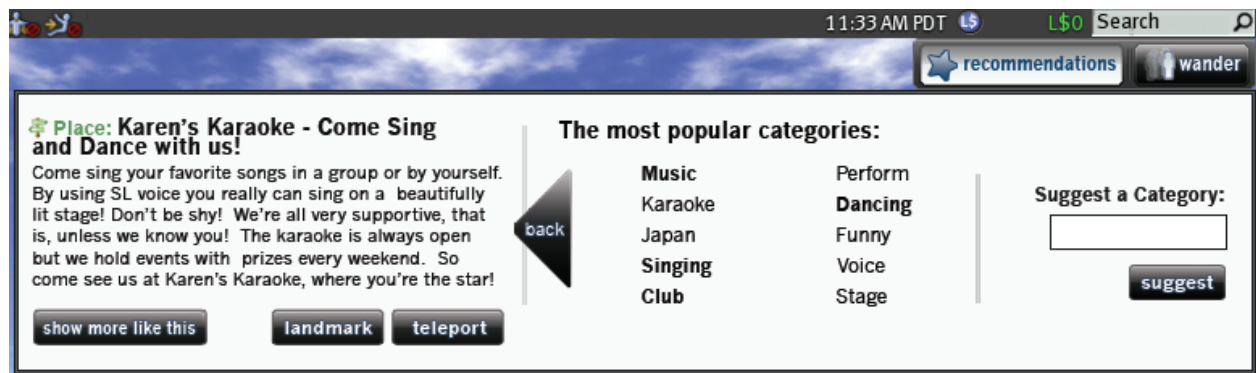 11:33 AM PDT L$ L$0 Search
recommendations wander
Place: Karen's Karaoke - Come Sing
and Dance with us!
Come sing your favorite songs in a group or by yourself.
By using SL voice you really can sing on a beautifully
lit stage! Don't be shy! We're all very supportive, that
is, unless we know you! The karaoke is always open
but we hold events with prizes every weekend. So
come see us at Karen's Karaoke, where you're the star!
show more like this landmark teleport
back
The most popular categories:
Music Perform
Karaoke Dancing
Japan Funny
Singing Voice
Club Stage
Suggest a Category:
suggest